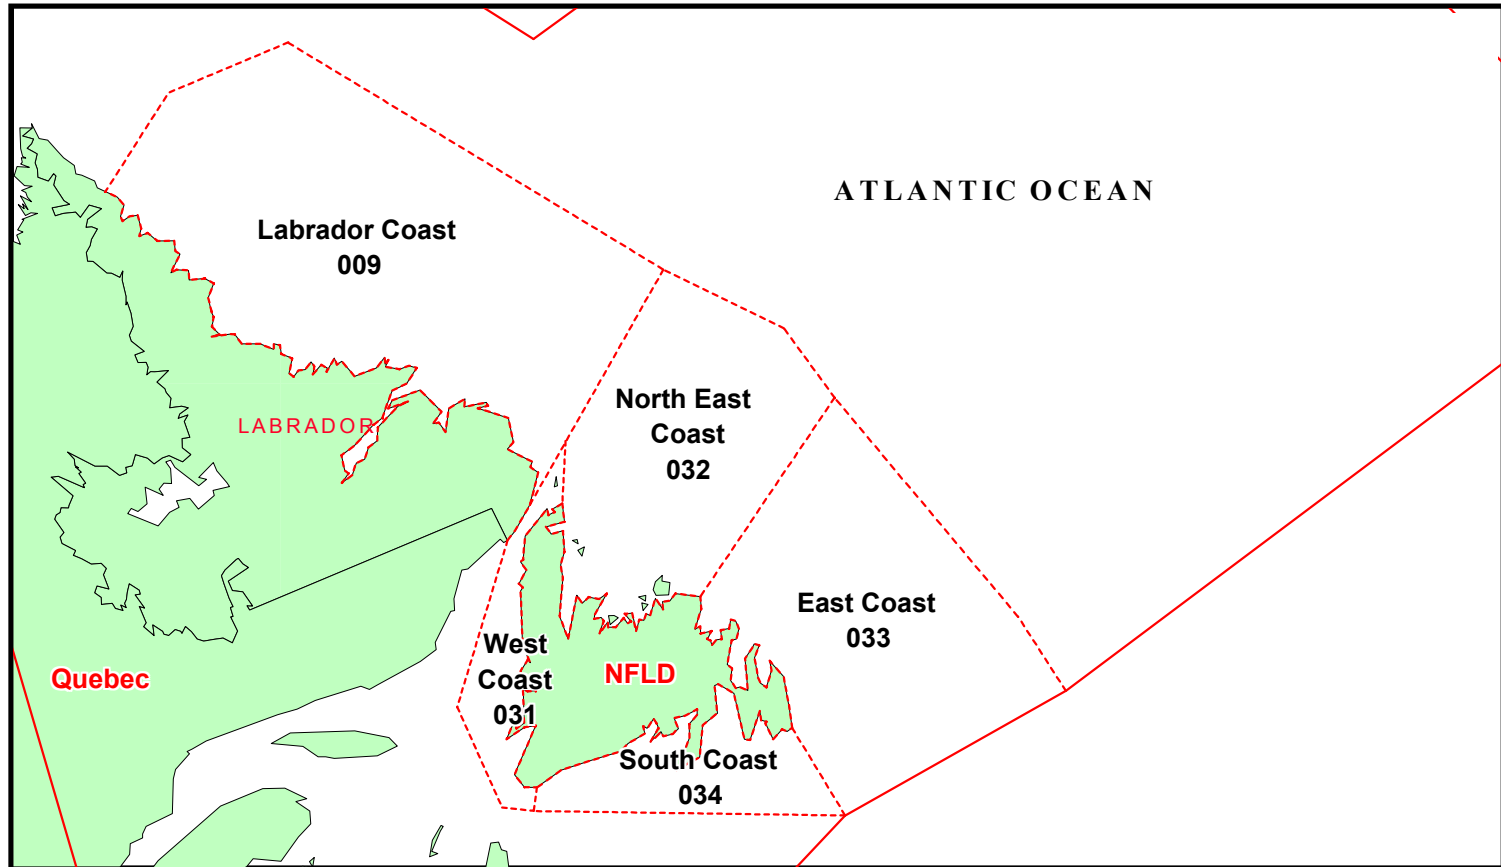 ATLANTIC OCEAN
Labrador Coast
009
North East
Coast
032
LABRADOR
East Coast
033
West
Coast
031
NFLD
Quebec
South Coast
034